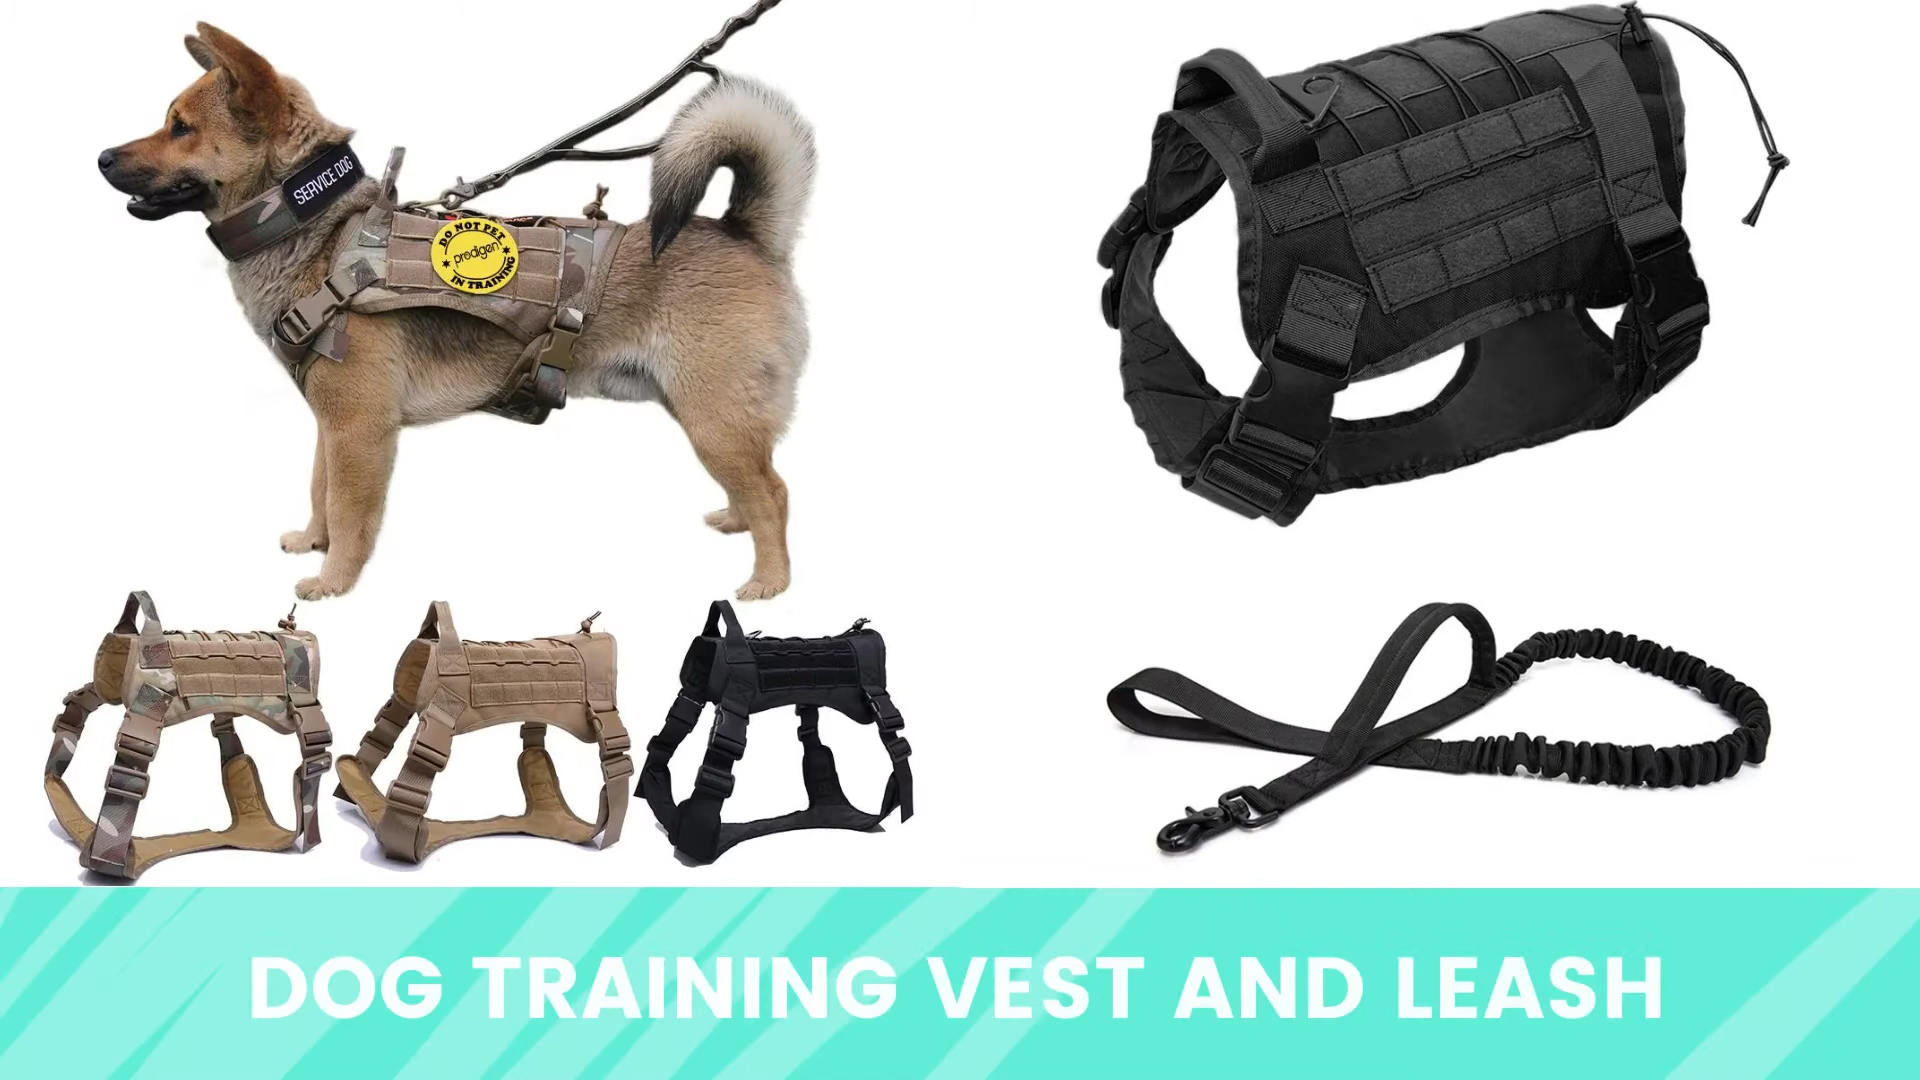 SERVICE DOG
DO NOT PET
prodigen
IN TRAINING
DOG TRAINING VEST AND LEASH